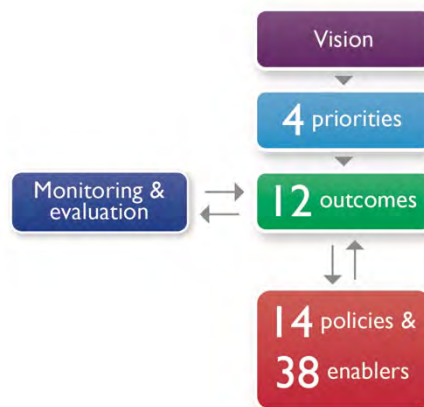 Vision
4 priorities
Monitoring &
evaluation
12 outcomes
14 policies &
38 enablers